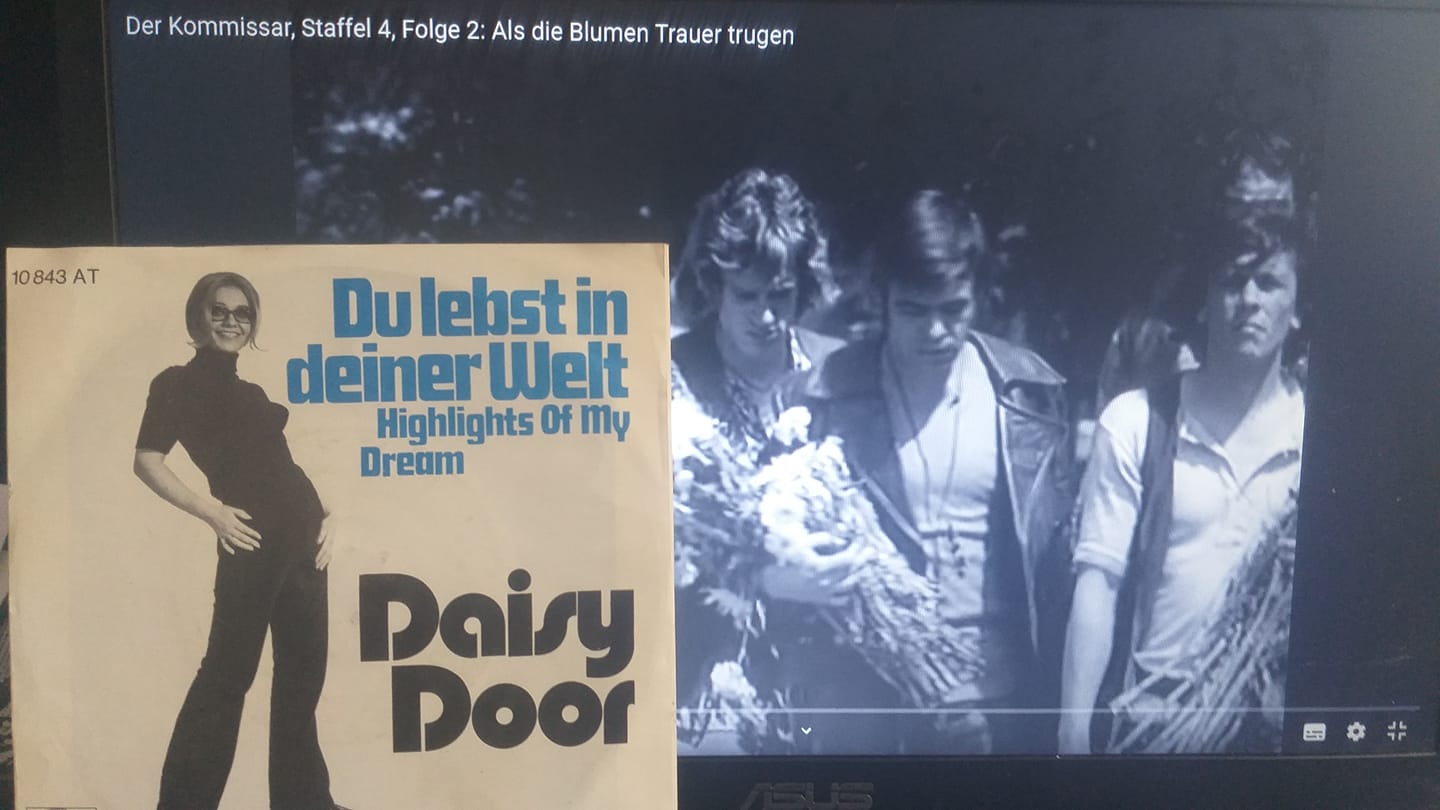 Der Kommissar, Staffel 4, Folge 2: Als die Blumen Trauer trugen
10 843 AT
Du lebst in
deiner Welt
Highlights Of My
Dream
Daisy
Door
ASUS